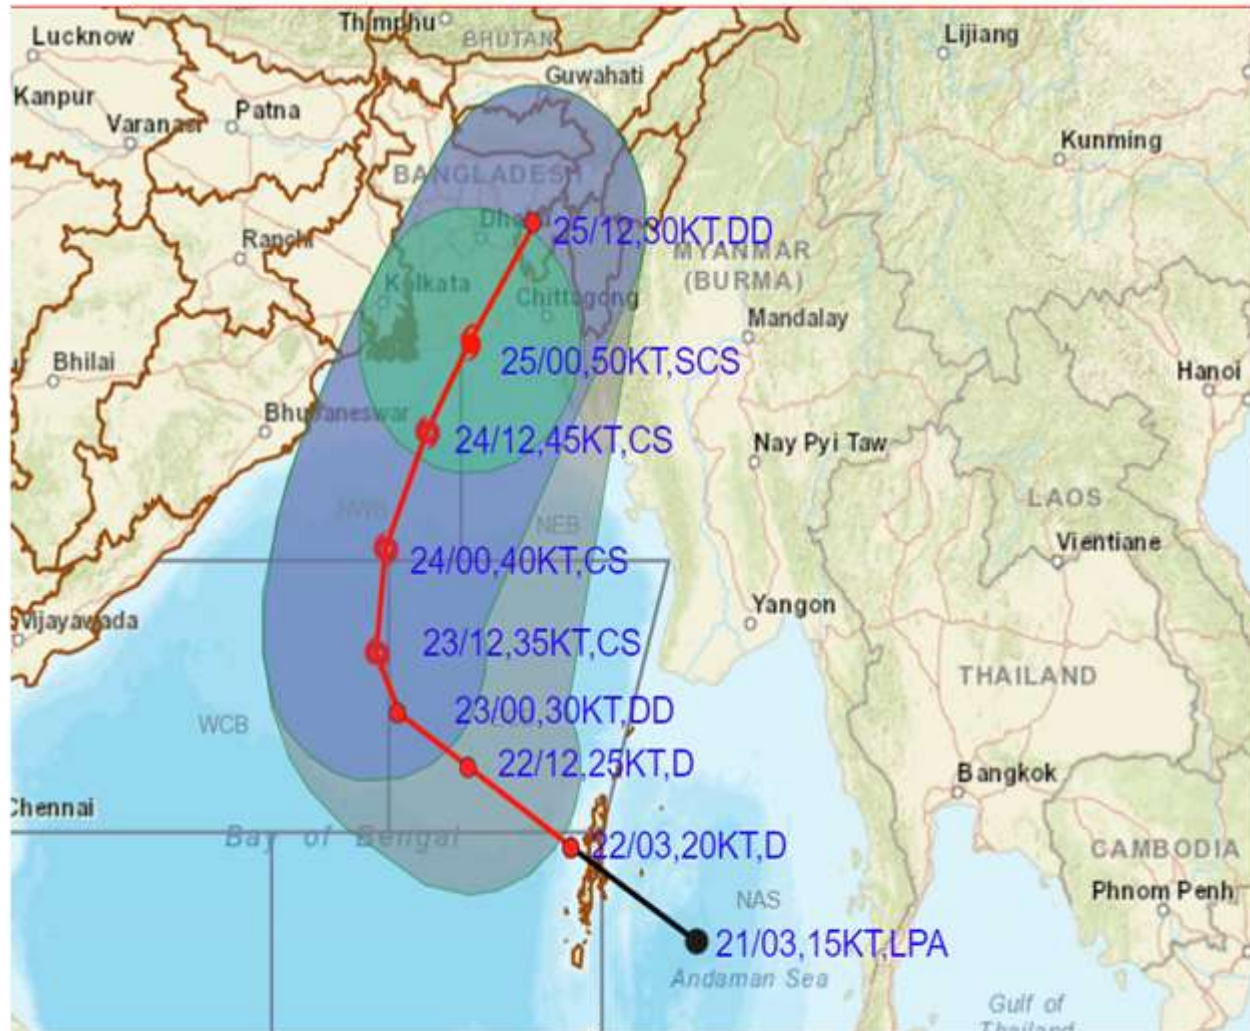 Thimphu
BHUTAN
Lijiang
Lucknow
Guwahati
Kanpur
Patna
Varanasi
Kunming
BANGLADESH
Dhaka
25/12,30KT,DD
MYANMAR
(BURMA)
Ranchi
Kolkata
Chittagong
Mandalay
25/00,50KT,SCS
Bhilai
Hanoi
Bhubaneswar
24/12,45KT,CS
Nay Pyi Taw
LAOS
NWB
NEB
24/00,40KT,CS
Vientiane
Yangon
Vijayawada
23/12,35KT,CS
THAILAND
WCB
23/00,30KT,DD
22/12,25KT,D
Bangkok
Chennai
Bay of Bengal
22/03,20KT,D
CAMBODIA
Phnom Penh
NAS
21/03,15KT,LPA
Andaman Sea
Gulf of
Thailand